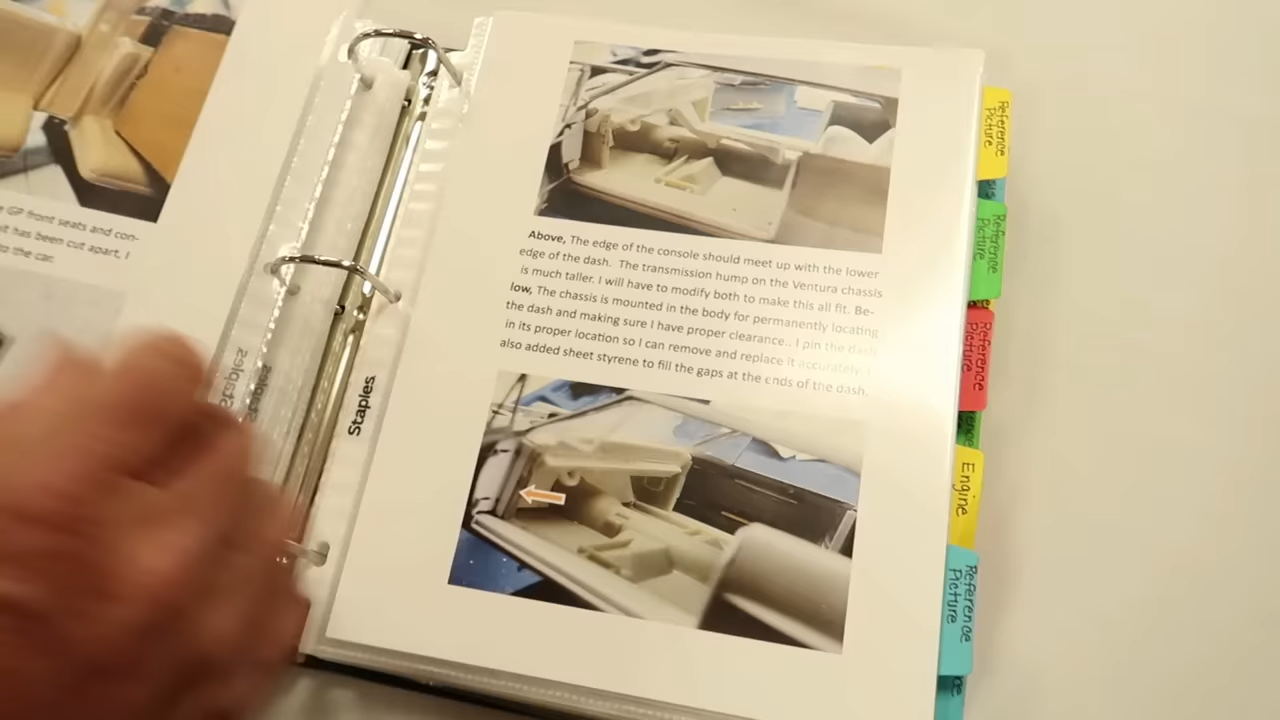 e GP front seats and con-
it has been cut apart, I
to the car.
Staples
Staples
Staples
Above, The edge of the console should meet up with the lower
edge of the dash. The transmission hump on the Ventura chassis
is much taller. I will have to modify both to make this all fit. Be-
low, The chassis is mounted in the body for permanently locating
the dash and making sure I have proper clearance.. I pin the dash
in its proper location so I can remove and replace it accurately. I
also added sheet styrene to fill the gaps at the ends of the dash.
Reference
Picture
Reference
Picture
Reference
Picture
ence
Engine
Reference
Picture
ce